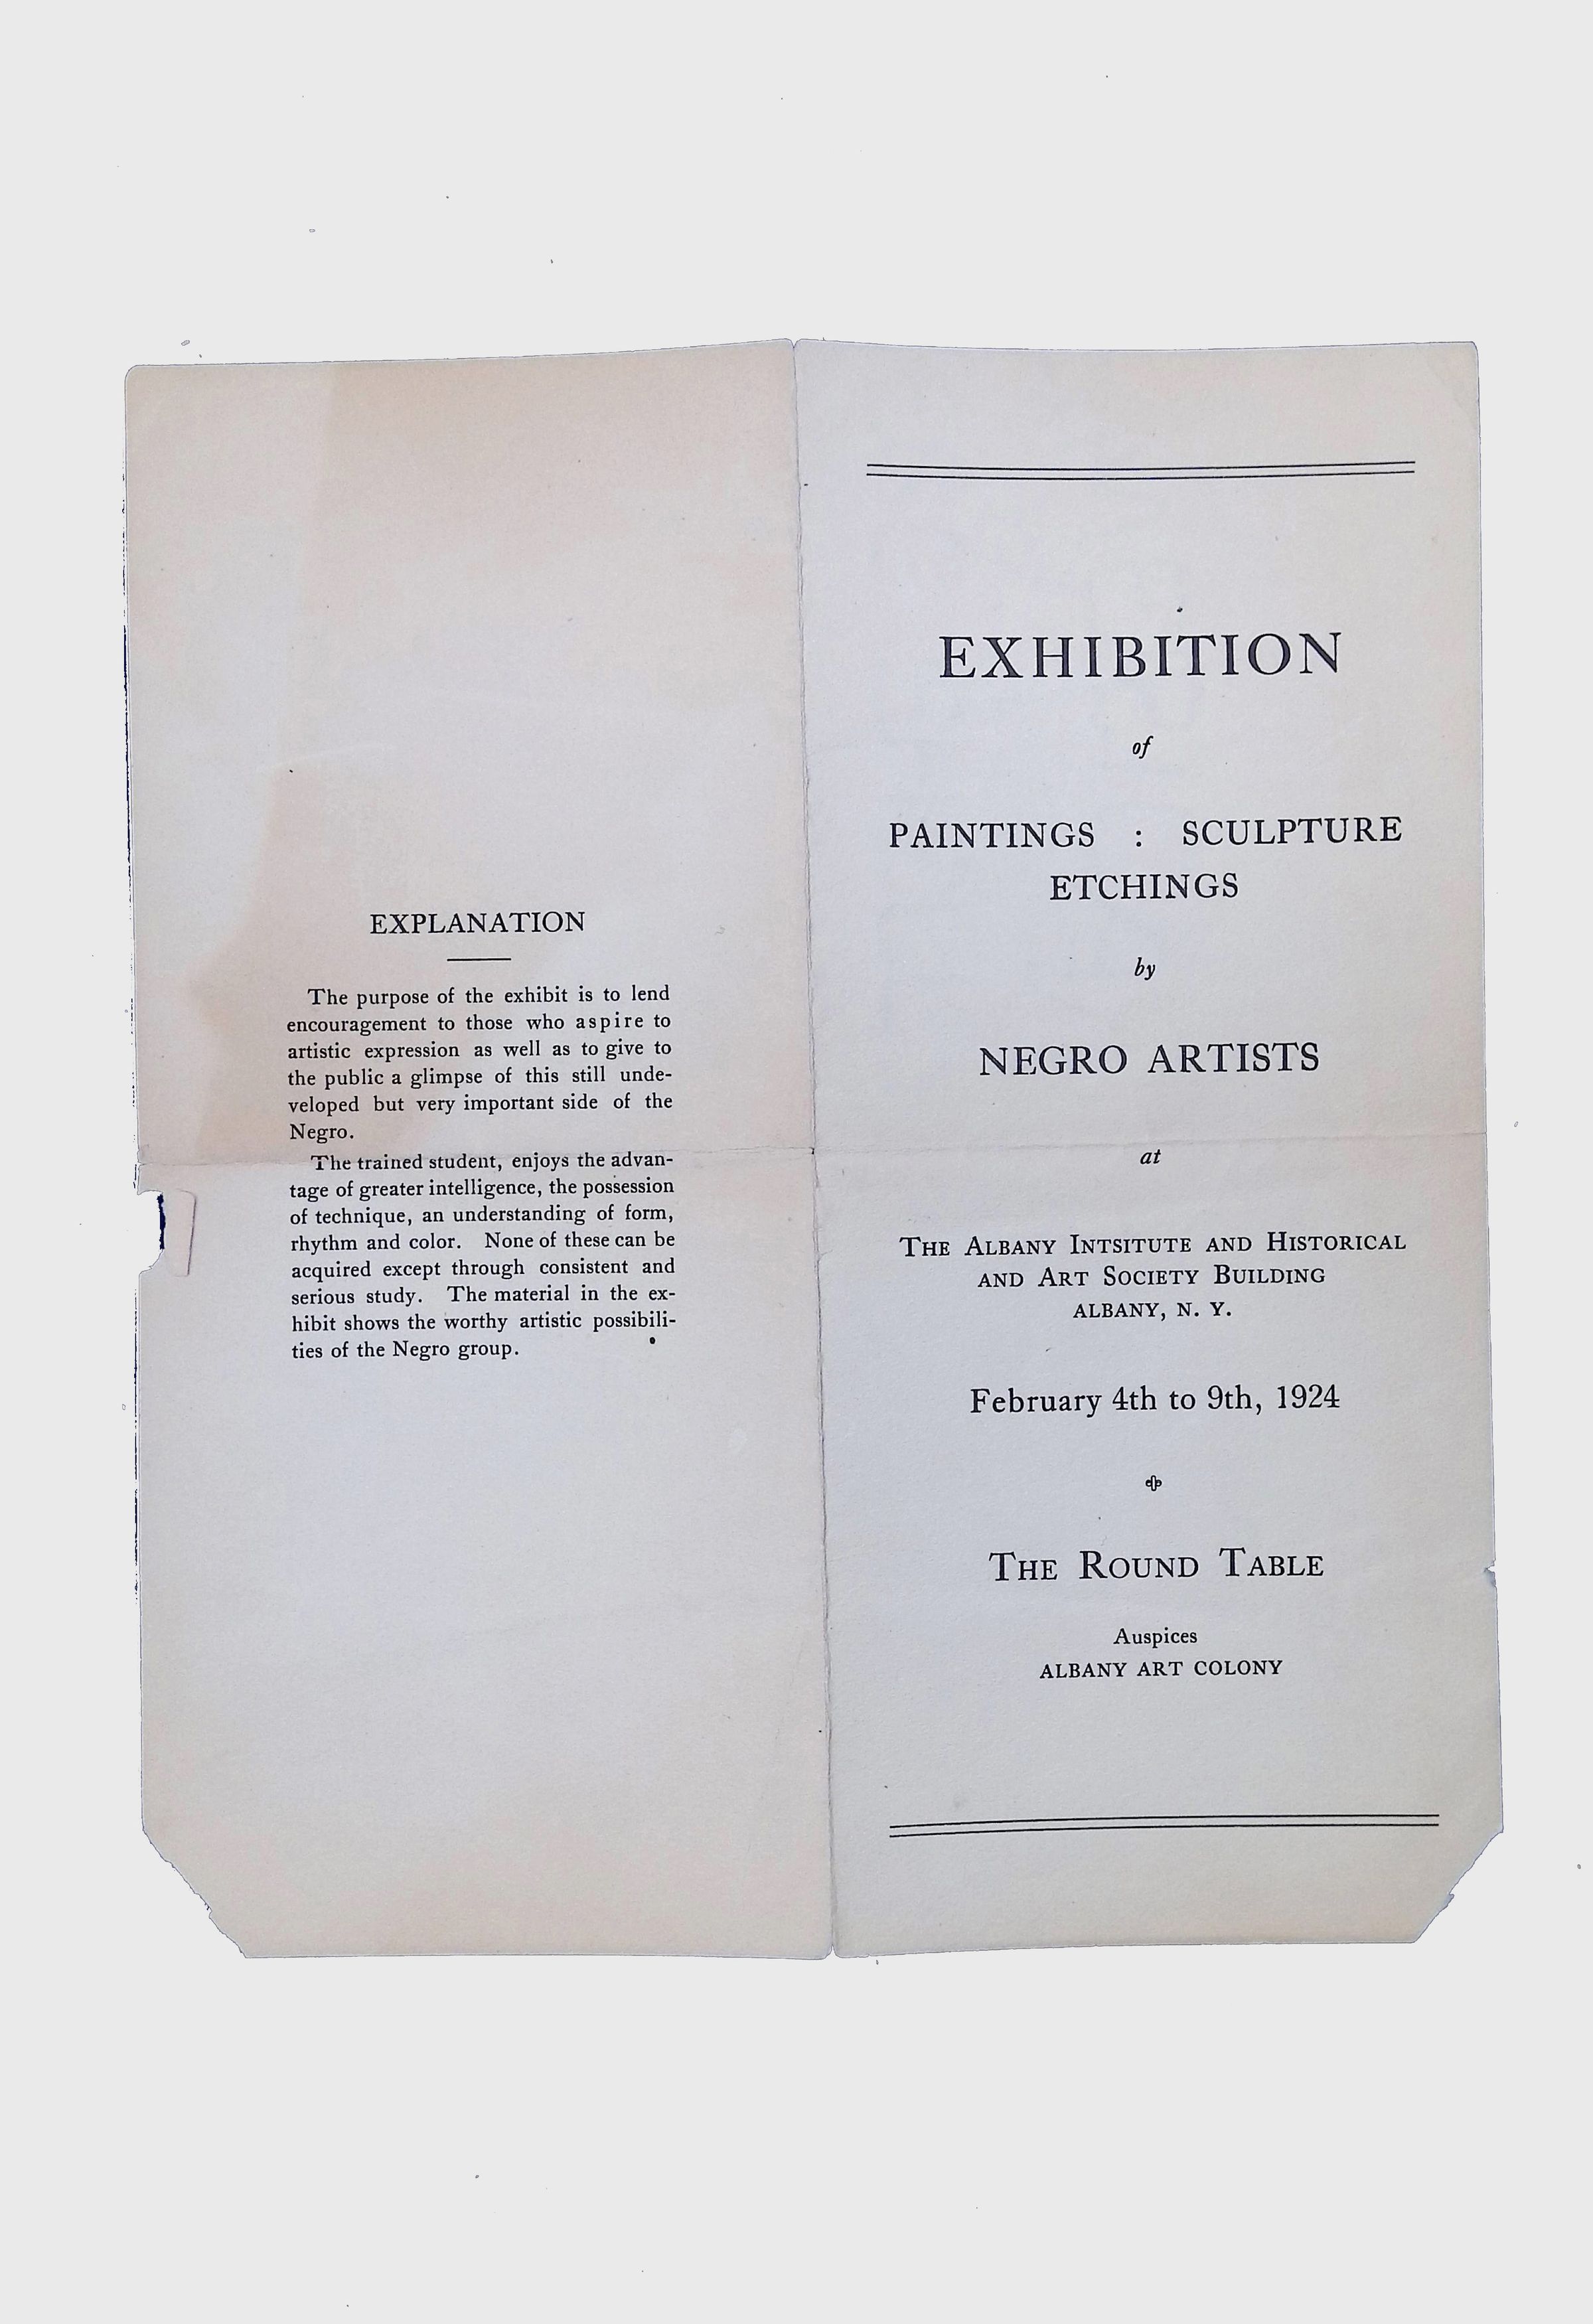 EXPLANATION
The purpose of the exhibit is to lend
encouragement to those who aspire to
artistic expression as well as to give to
the public a glimpse of this still unde-
veloped but very important side of the
Negro.
The trained student, enjoys the advan-
tage of greater intelligence, the possession
of technique, an understanding of form,
rhythm and color. None of these can be
acquired except through consistent and
serious study. The material in the ex-
hibit shows the worthy artistic possibili-
ties of the Negro group.
EXHIBITION
of
PAINTINGS : SCULPTURE
ETCHINGS
by
NEGRO ARTISTS
at
THE ALBANY INTSITUTE AND HISTORICAL
AND ART SOCIETY BUILDING
ALBANY, N. Y.
February 4th to 9th, 1924
THE ROUND TABLE
Auspices
ALBANY ART COLONY